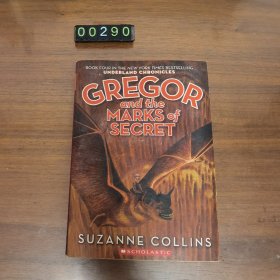 00290
BOOK FOUR IN THE NEW YORK TIMES BESTSELLING
UNDERLAND CHRONICLES
GREGOR
and the
MARKS of
SECRET
SUZANNE COLLINS
SCHOLASTIC